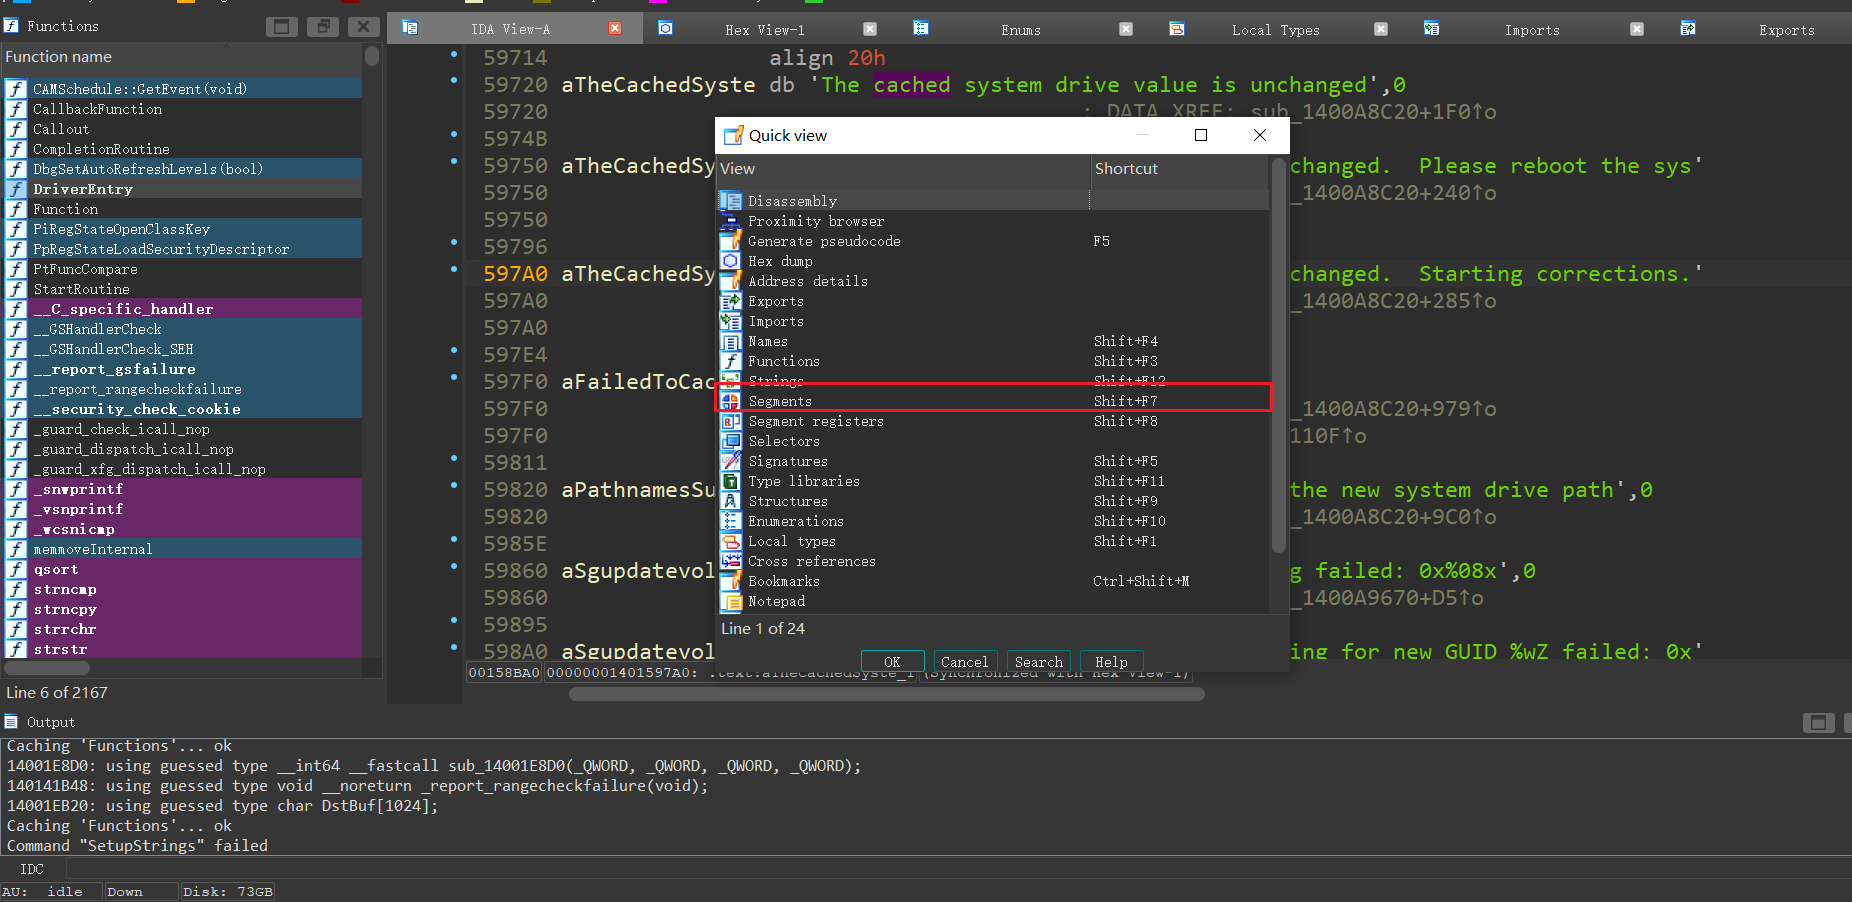 Functions
Function name
CAMSchedule::GetEvent(void)
CallbackFunction
Callout
CompletionRoutine
DbgSetAutoRefreshLevels(bool)
DriverEntry
Function
PiRegStateOpenClassKey
PpRegStateLoadSecurityDescriptor
PtFuncCompare
StartRoutine
__C_specific_handler
__GSHandlerCheck
__GSHandlerCheck_SEH
__report_gsfailure
__report_rangecheckfailure
__security_check_cookie
_guard_check_icall_nop
_guard_dispatch_icall_nop
_guard_xfg_dispatch_icall_nop
_snwprintf
_vsnprintf
_wcsnicmp
memmoveInternal
qsort
strncmp
strncpy
strrchr
strstr
Line 6 of 2167
IDA View-A
Hex View-1
Enums
Local Types
Imports
Exports
59714 align 20h
59720 aTheCachedSyste db 'The cached system drive value is unchanged',0
59720 ; DATA XREF: sub_1400A8C20+1F0↑o
5974B
59750 aTheCachedSy changed.  Please reboot the sys'
59750 _1400A8C20+240↑o
59750
59796
597A0 aTheCachedSy changed.  Starting corrections.'
597A0 _1400A8C20+285↑o
597A0
597E4
597F0 aFailedToCac
597F0 _1400A8C20+979↑o
597F0 110F↑o
59811
59820 aPathnamesSu the new system drive path',0
59820 _1400A8C20+9C0↑o
5985E
59860 aSgupdatevol g failed: 0x%08x',0
59860 _1400A9670+D5↑o
59895
598A0 aSgupdatevol ing for new GUID %wZ failed: 0x'
00158BA0 00000001401597A0: .text:aTheCachedSyste_1 (Synchronized with Hex View-1)
Quick view
View Shortcut
Disassembly
Proximity browser
Generate pseudocode F5
Hex dump
Address details
Exports
Imports
Names Shift+F4
Functions Shift+F3
Strings Shift+F12
Segments Shift+F7
Segment registers Shift+F8
Selectors
Signatures Shift+F5
Type libraries Shift+F11
Structures Shift+F9
Enumerations Shift+F10
Local types Shift+F1
Cross references
Bookmarks Ctrl+Shift+M
Notepad
Line 1 of 24
OK Cancel Search Help
Output
Caching 'Functions'... ok
14001E8D0: using guessed type __int64 __fastcall sub_14001E8D0(_QWORD, _QWORD, _QWORD, _QWORD);
140141B48: using guessed type void __noreturn _report_rangecheckfailure(void);
14001EB20: using guessed type char DstBuf[1024];
Caching 'Functions'... ok
Command "SetupStrings" failed
IDC
AU: idle Down Disk: 73GB